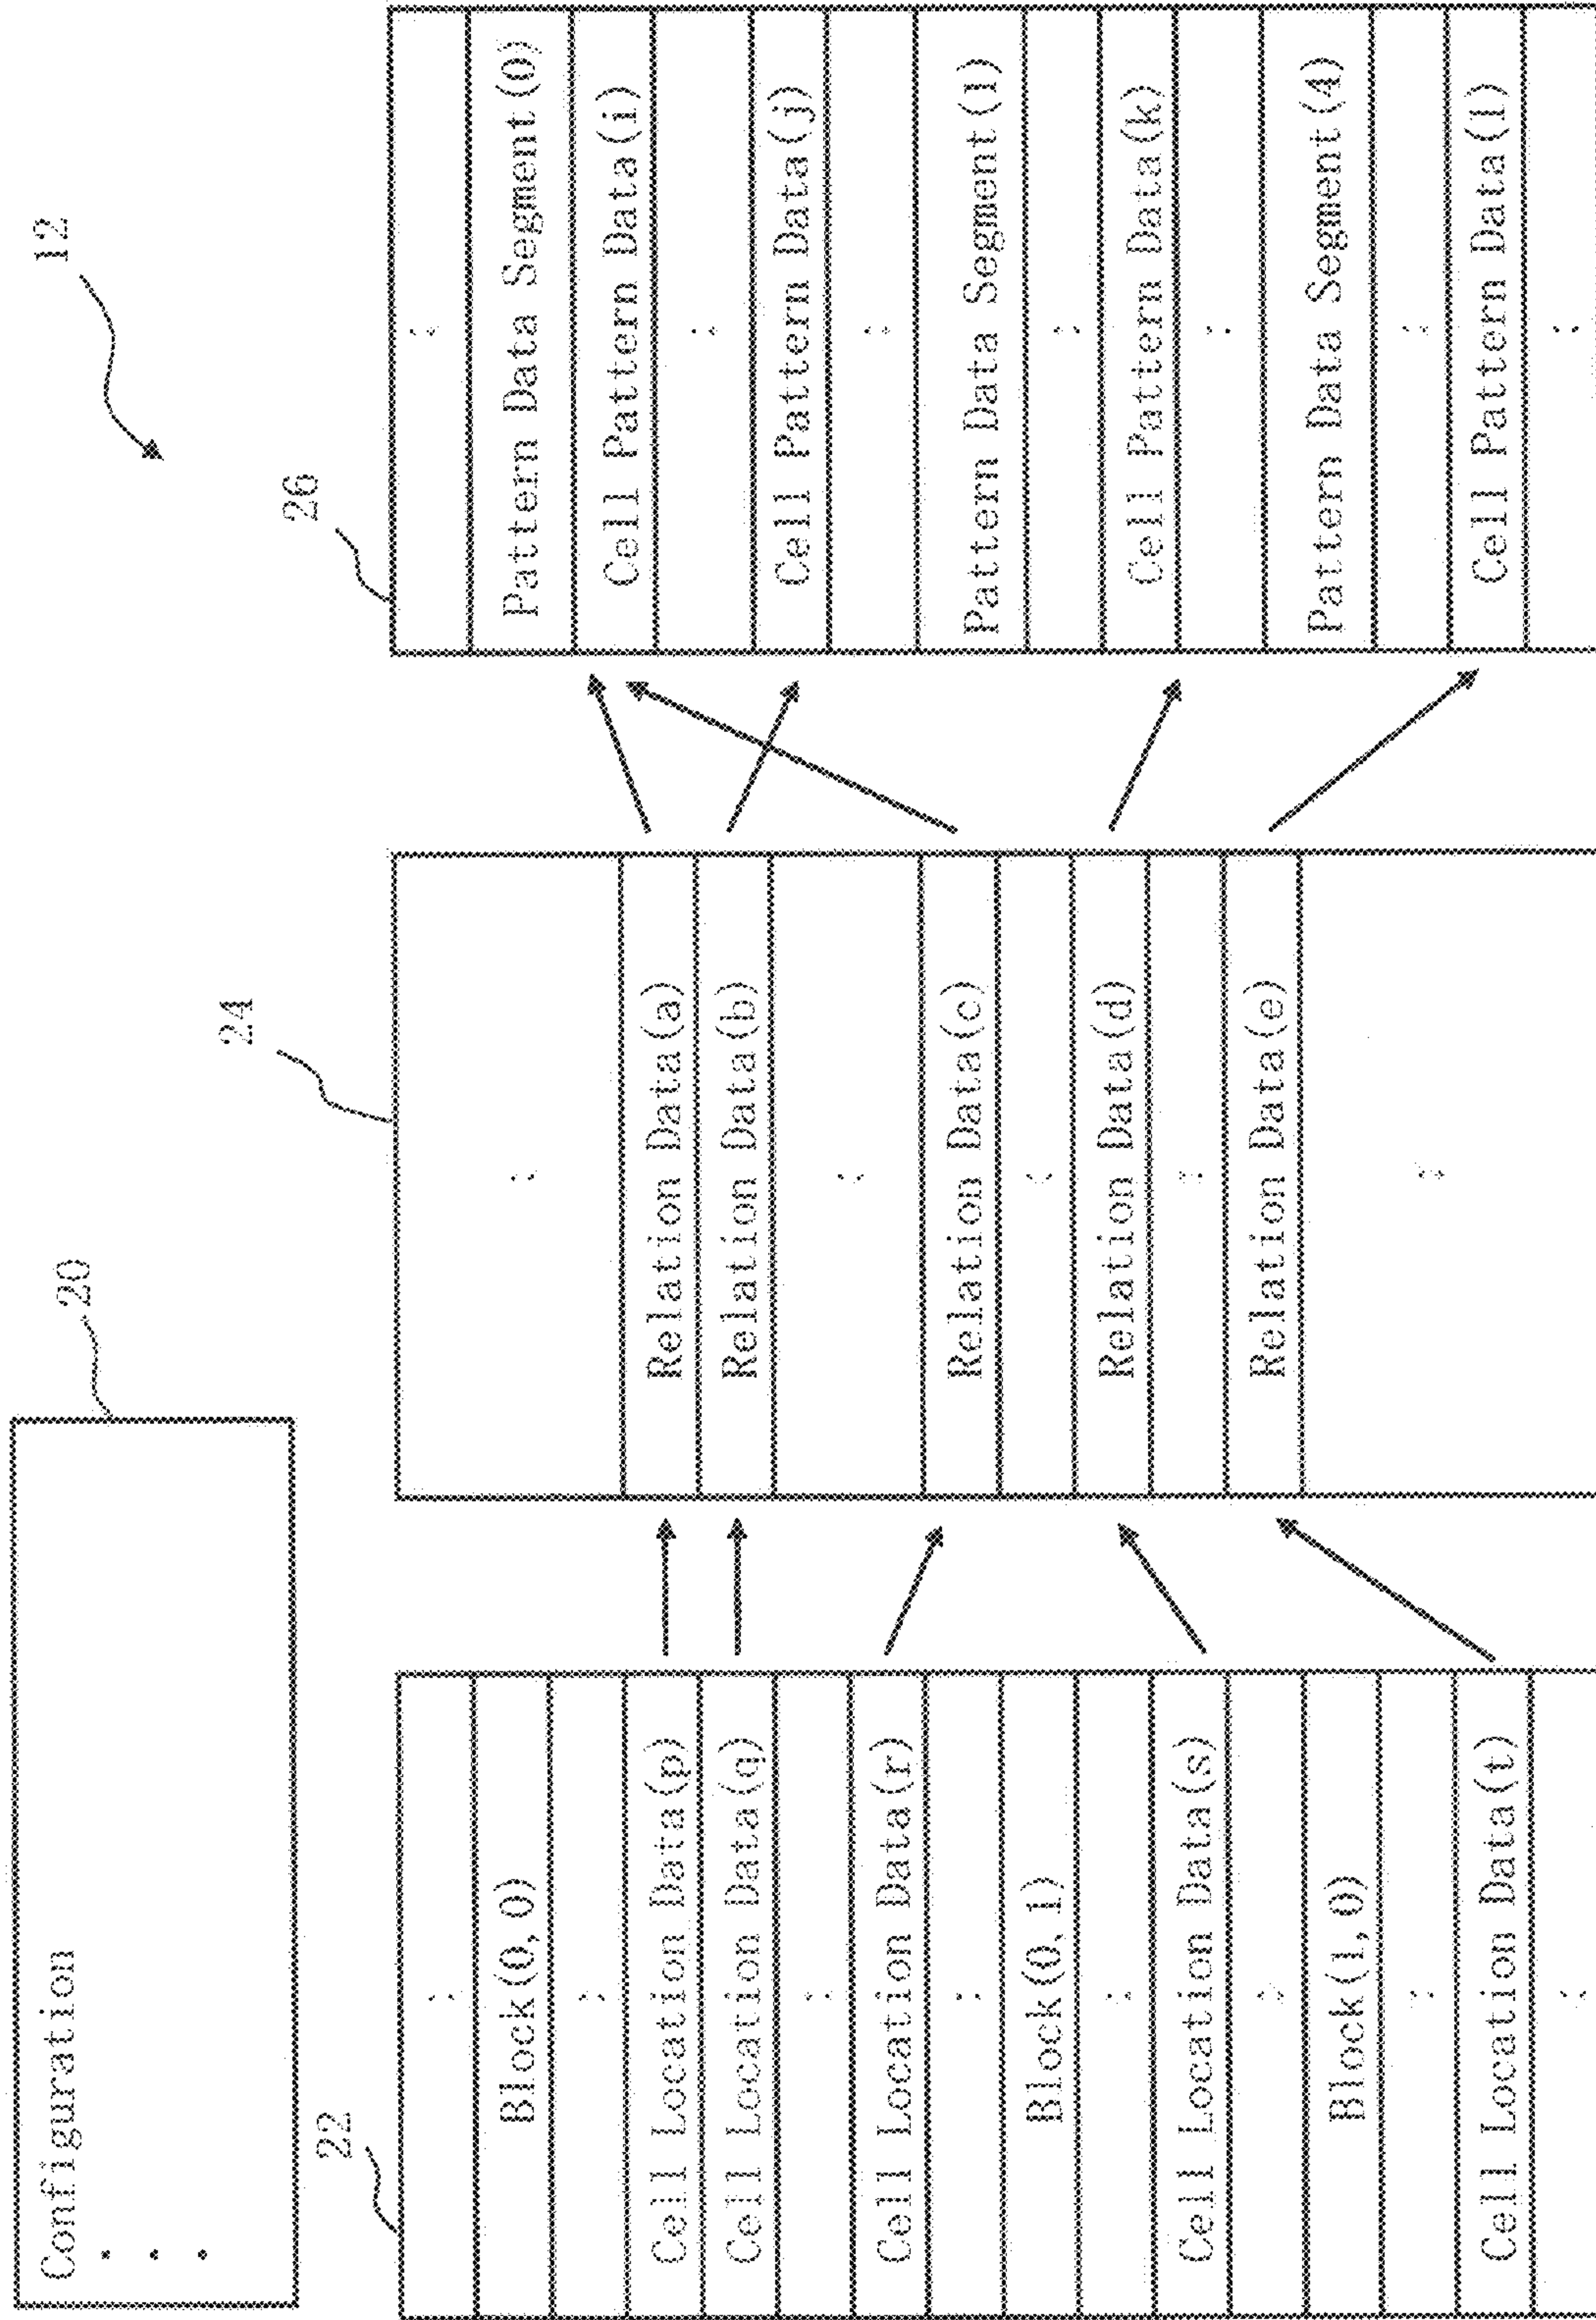 12
20
Configuration
22
Block(0, 0)
Cell Location Data(p)
Cell Location Data(q)
Cell Location Data(r)
Block(0, 1)
Cell Location Data(s)
Block(1, 0)
Cell Location Data(t)
24
Relation Data(a)
Relation Data(b)
Relation Data(c)
Relation Data(d)
Relation Data(e)
26
Pattern Data Segment(0)
Cell Pattern Data(i)
Cell Pattern Data(j)
Pattern Data Segment(1)
Cell Pattern Data(k)
Pattern Data Segment(4)
Cell Pattern Data(l)